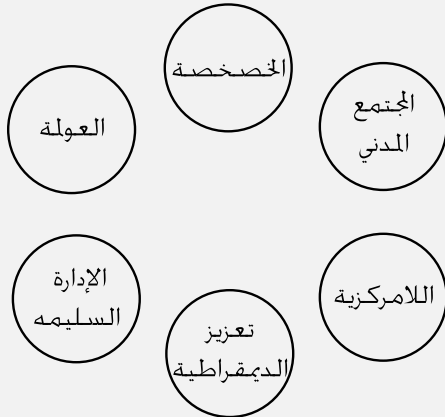 الخصخصة
المجتمع
المدني
العولمة
اللامركزية
الإدارة
السليمه
تعزيز
الديمقراطية